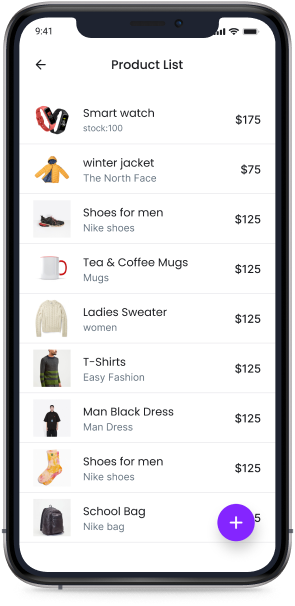 9:41
Product List
Smart watch
$175
stock:100
winter jacket
$75
The North Face
Shoes for men
$125
Nike shoes
Tea & Coffee Mugs
$125
Mugs
Ladies Sweater
$125
women
T-Shirts
$125
Easy Fashion
Man Black Dress
$125
Man Dress
Shoes for men
$125
Nike shoes
School Bag
5
Nike bag